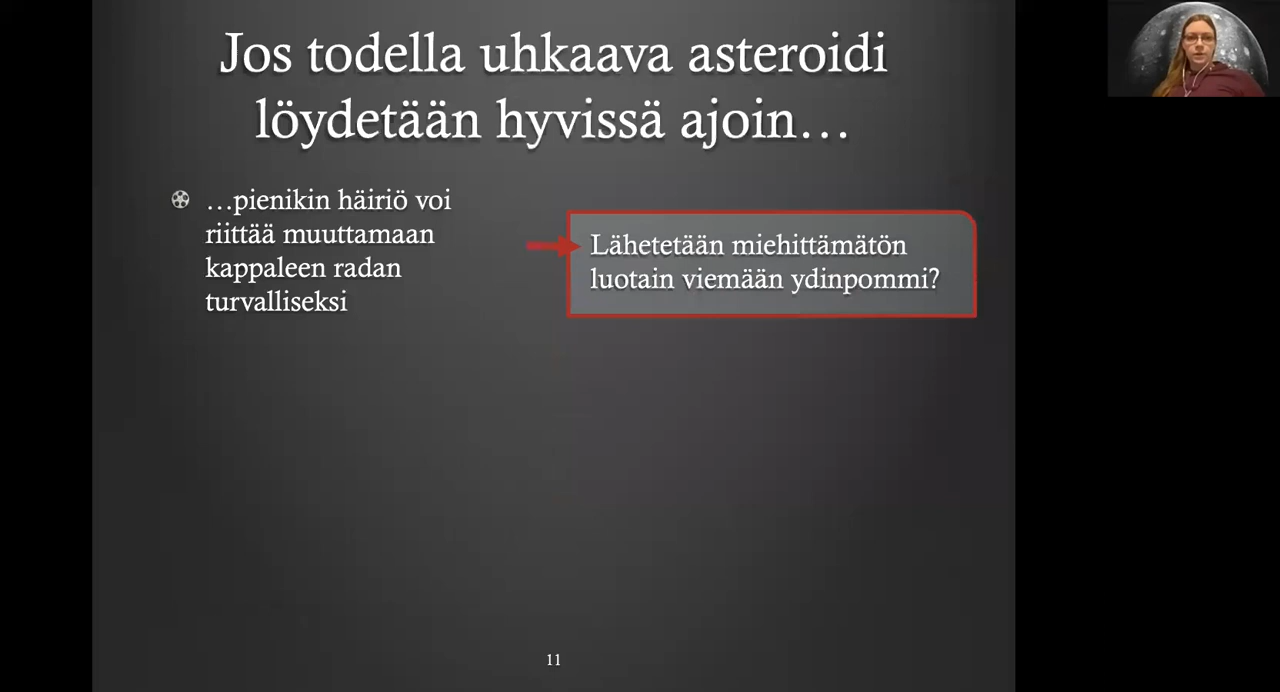 Jos todella uhkaava asteroidi
löydetään hyvissä ajoin…
…pienikin häiriö voi
riittää muuttamaan
kappaleen radan
turvalliseksi
Lähetetään miehittämätön
luotain viemään ydinpommi?
11